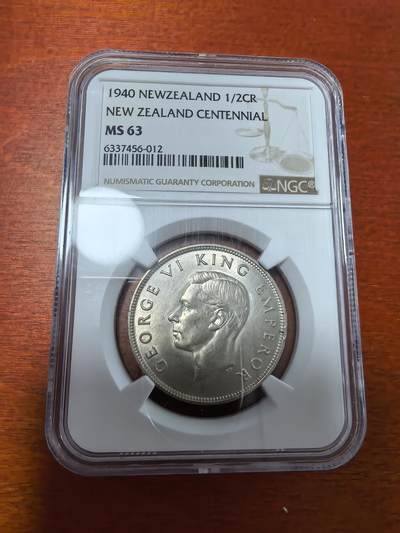 1940 NEWZEALAND 1/2CR
NEW ZEALAND CENTENNIAL
MS 63
6337456-012
NUMISMATIC GUARANTY CORPORATION NGC®
GEORGE VI KING EMPEROR